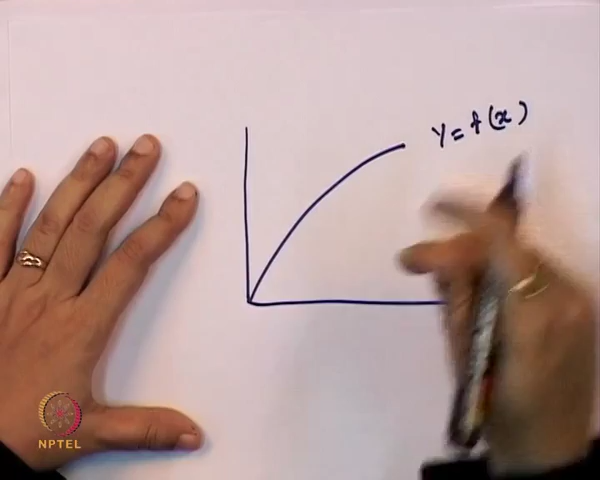 Y = f(x)
NPTEL